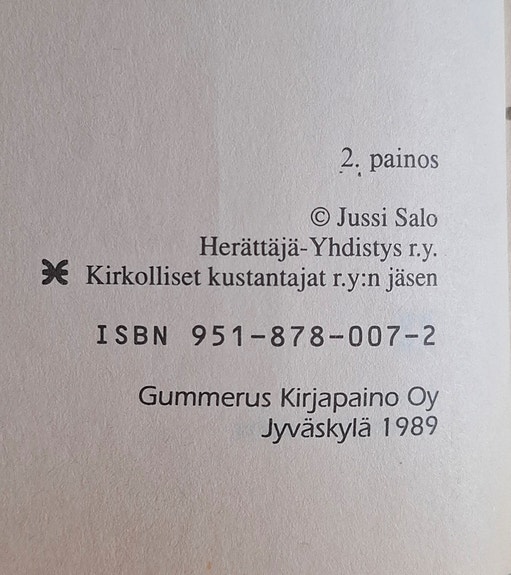 2. painos
© Jussi Salo
Herättäjä-Yhdistys r.y.
Kirkolliset kustantajat r.y:n jäsen
ISBN 951-878-007-2
Gummerus Kirjapaino Oy
Jyväskylä 1989